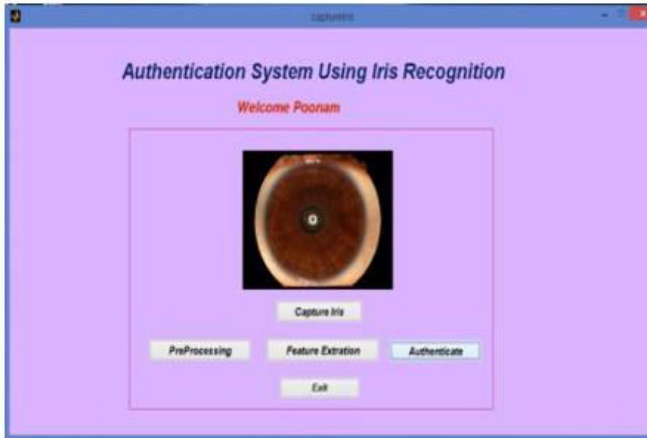 captureIris
Authentication System Using Iris Recognition
Welcome Poonam
Capture Iris
PreProcessing
Feature Extration
Authenticate
Exit